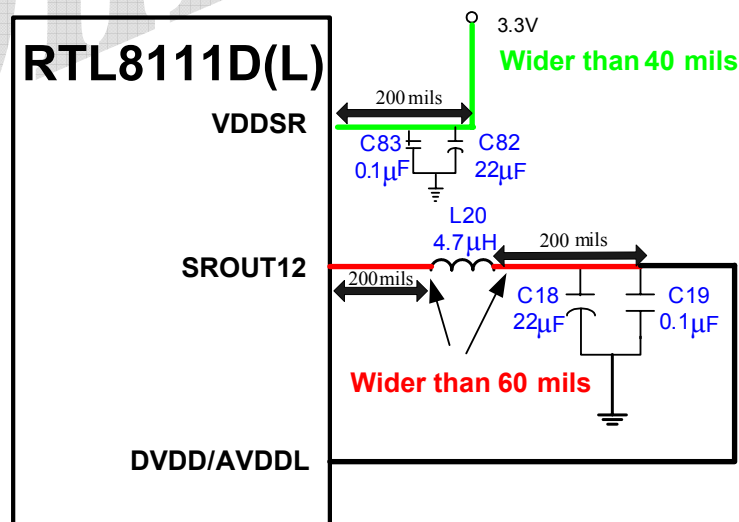 3.3V
RTL8111D(L)
Wider than 40 mils
200 mils
VDDSR
C83
0.1µF
C82
22µF
L20
4.7µH
200 mils
SROUT12
200mils
C18
22µF
C19
0.1µF
Wider than 60 mils
DVDD/AVDDL